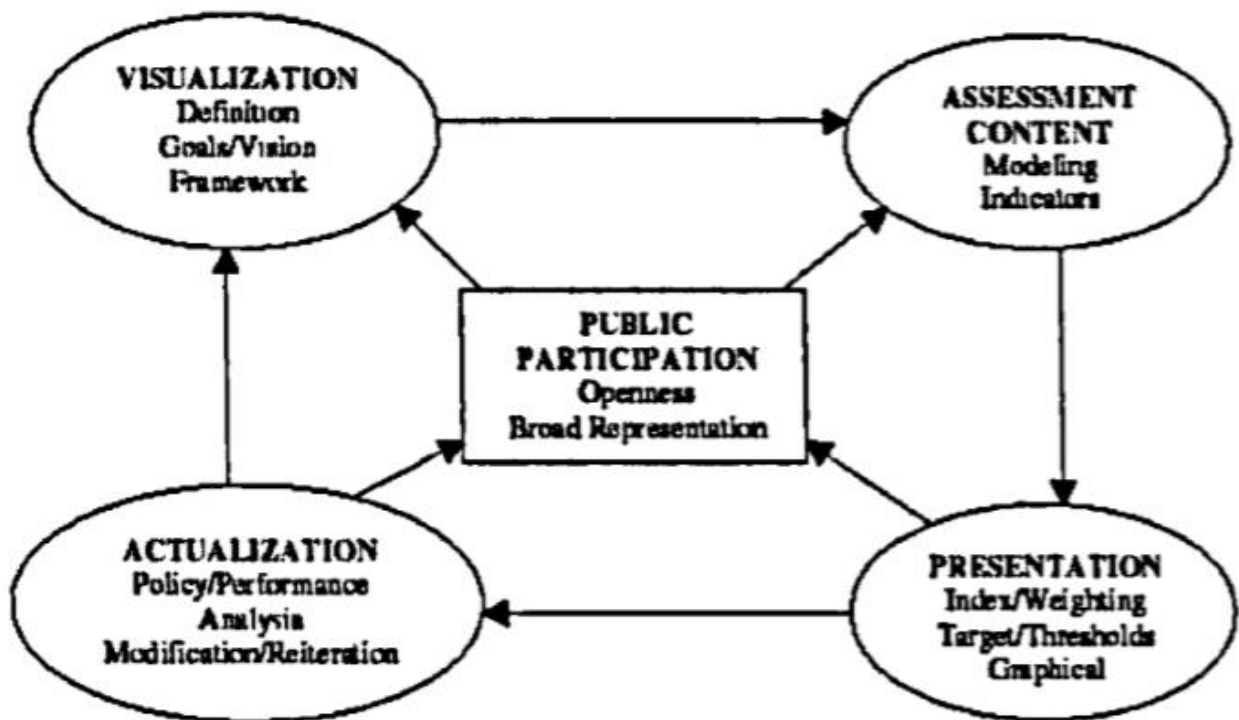 VISUALIZATION
Definition
Goals/Vision
Framework
ASSESSMENT
CONTENT
Modeling
Indicators
PUBLIC
PARTICIPATION
Openness
Broad Representation
ACTUALIZATION
Policy/Performance
Analysis
Modification/Reiteration
PRESENTATION
Index/Weighting
Target/Thresholds
Graphical